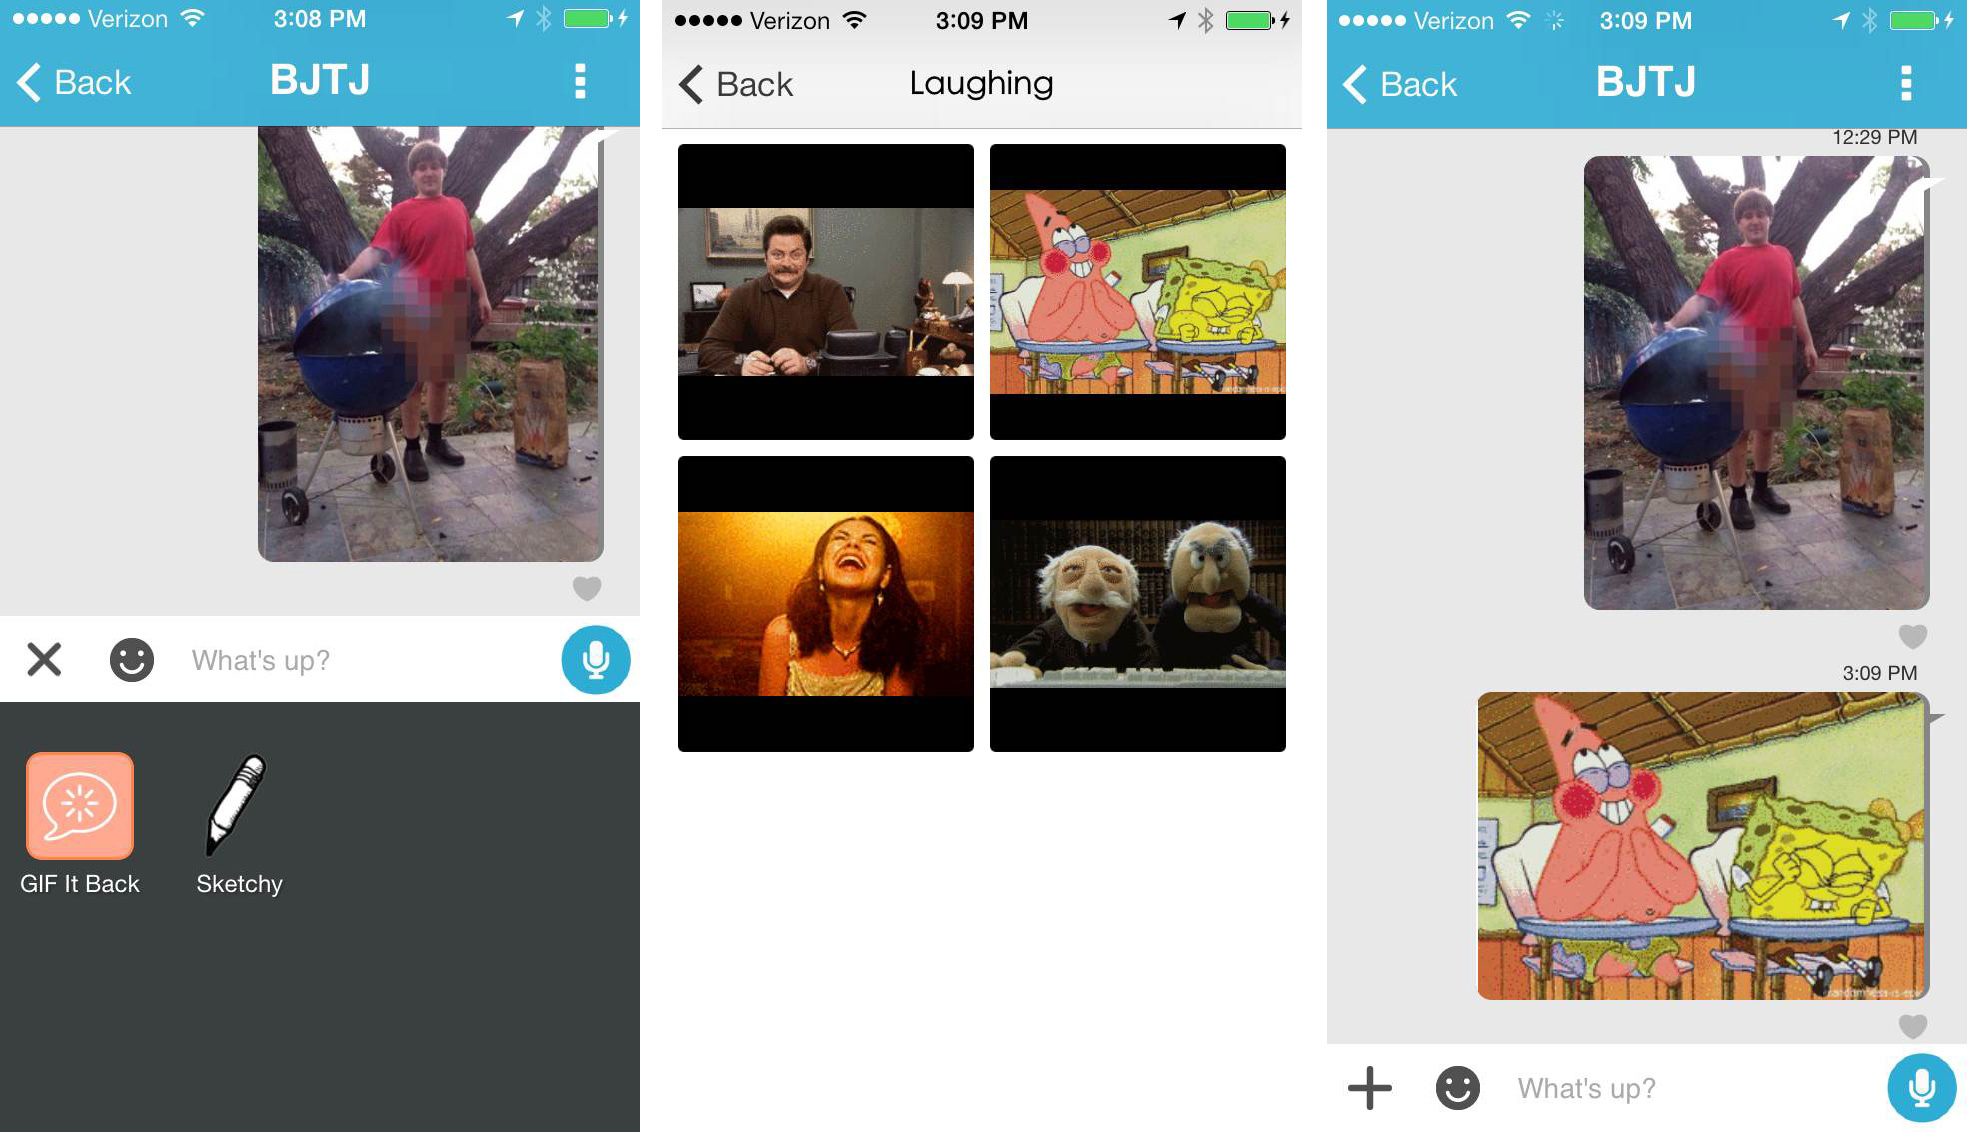 Verizon 3:08 PM
Back BJTJ
What's up?
GIF It Back Sketchy
Verizon 3:09 PM
Back Laughing
Verizon 3:09 PM
Back BJTJ
12:29 PM
3:09 PM
What's up?